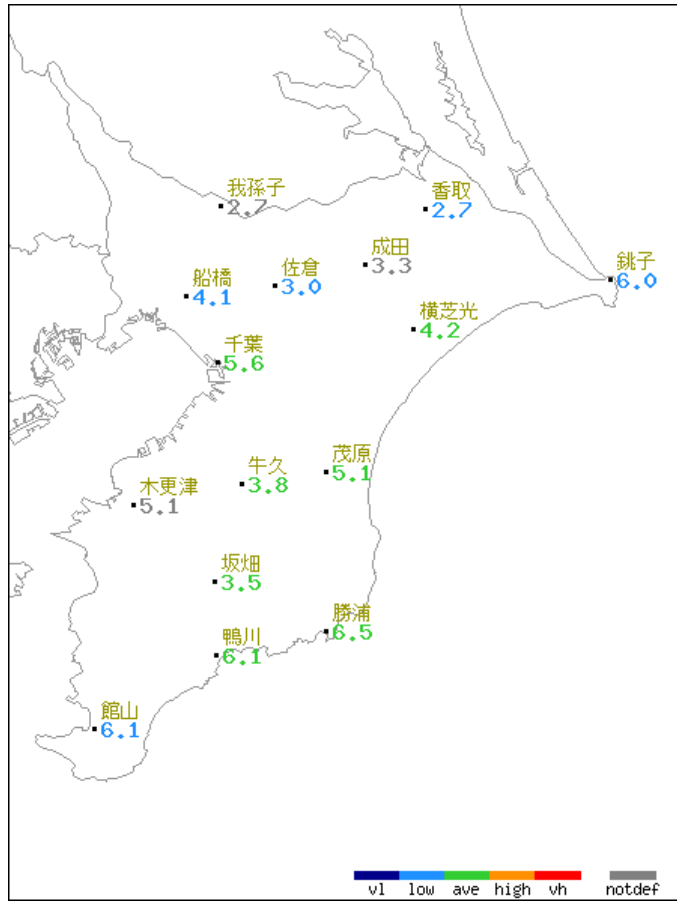 我孫子
2.7
香取
2.7
成田
3.3
銚子
6.0
船橋
4.1
佐倉
3.0
横芝光
4.2
千葉
5.6
茂原
5.1
牛久
3.8
木更津
5.1
坂畑
3.5
勝浦
6.5
鴨川
6.1
館山
6.1
vl low ave high vh notdef